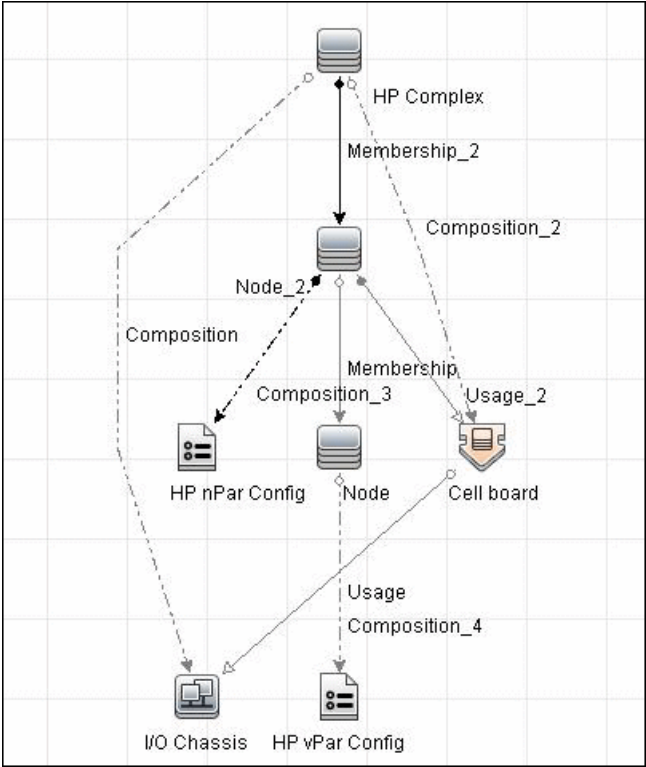 HP Complex
Membership_2
Composition_2
Node_2
Composition
Membership
Composition_3
Usage_2
HP nPar Config
Node
Cell board
Usage
Composition_4
I/O Chassis
HP vPar Config